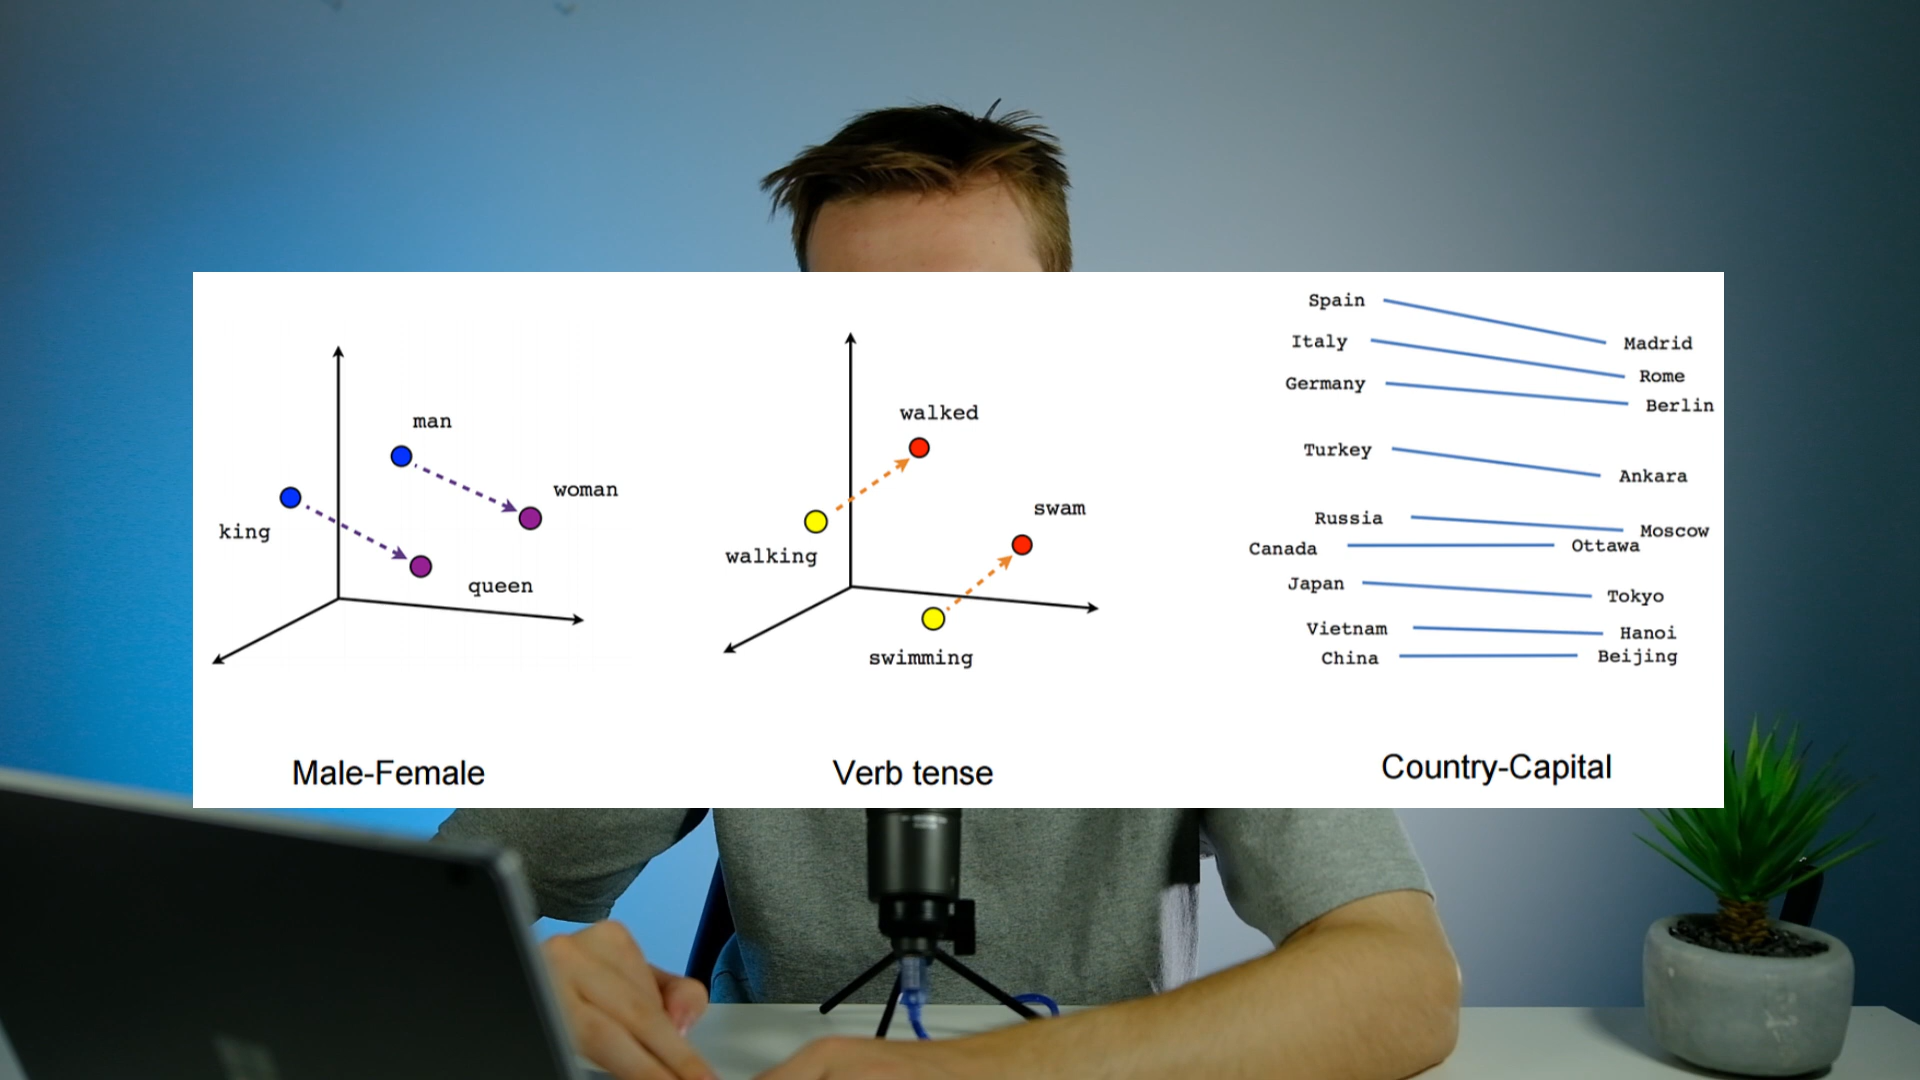 man
woman
king
queen
Male-Female
walked
walking
swam
swimming
Verb tense
Spain
Madrid
Italy
Rome
Germany
Berlin
Turkey
Ankara
Russia
Moscow
Canada
Ottawa
Japan
Tokyo
Vietnam
Hanoi
China
Beijing
Country-Capital